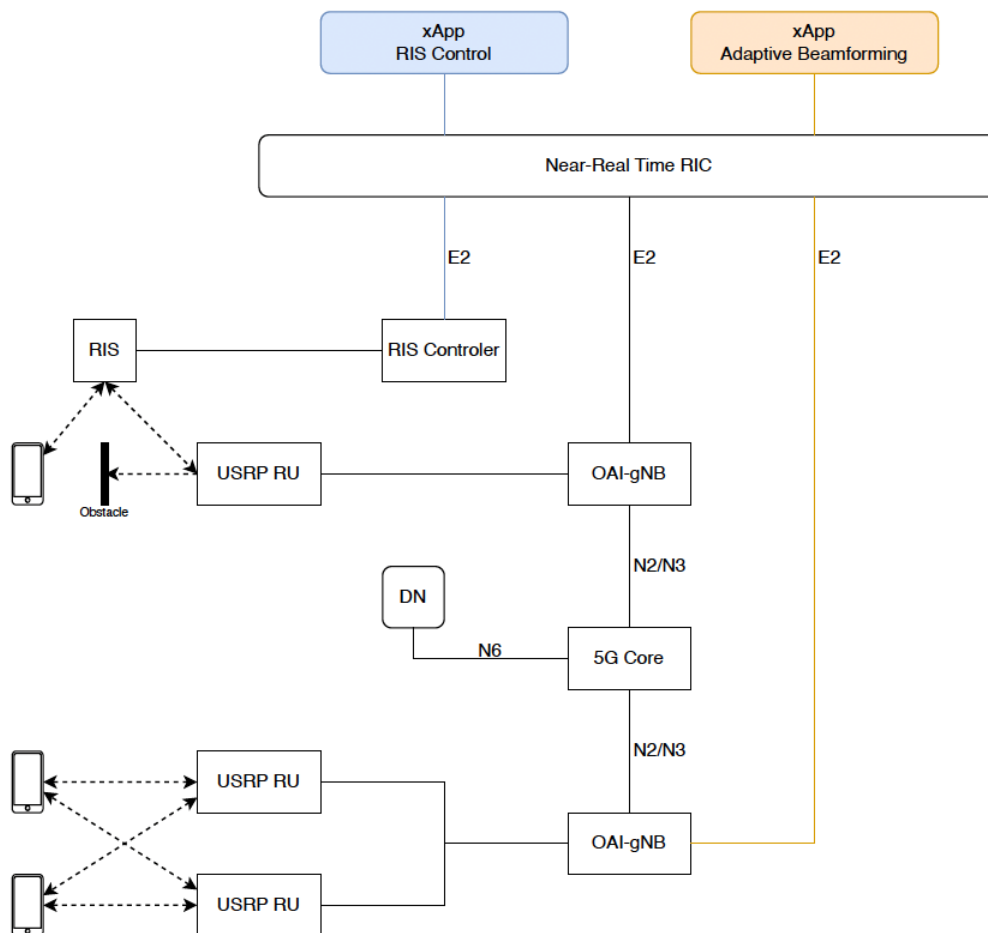 xApp
RIS Control
xApp
Adaptive Beamforming
Near-Real Time RIC
E2
E2
E2
RIS
RIS Controler
USRP RU
OAI-gNB
Obstacle
N2/N3
DN
N6
5G Core
N2/N3
USRP RU
OAI-gNB
USRP RU